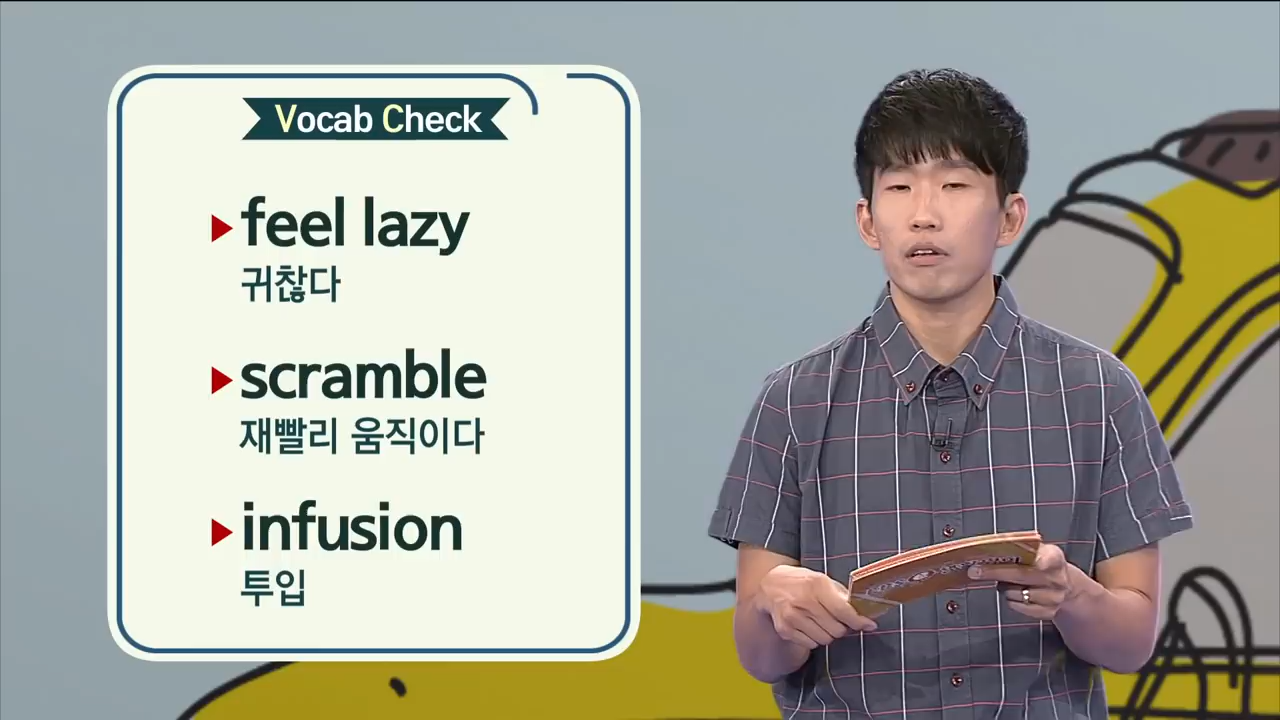 Vocab Check
feel lazy
귀찮다
scramble
재빨리 움직이다
infusion
투입